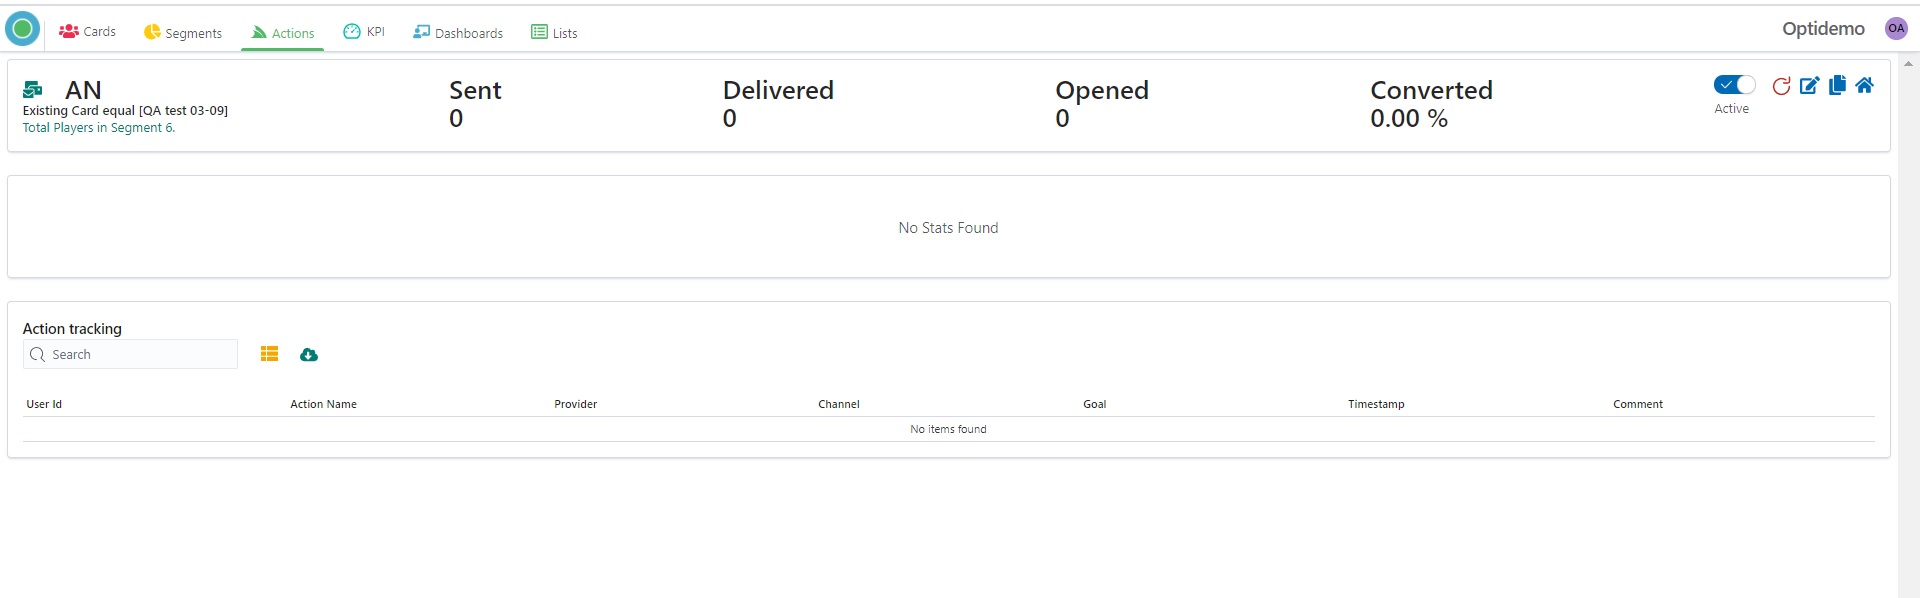 Cards
Segments
Actions
KPI
Dashboards
Lists
Optidemo
OA
AN
Existing Card equal [QA test 03-09]
Total Players in Segment 6.
Sent
0
Delivered
0
Opened
0
Converted
0.00 %
Active
No Stats Found
Action tracking
Search
User Id Action Name Provider Channel Goal Timestamp Comment
No items found